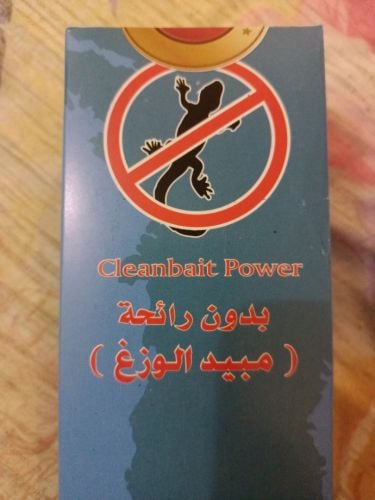 Cleanbait Power
بدون رائحة
( مبيد الوزغ )